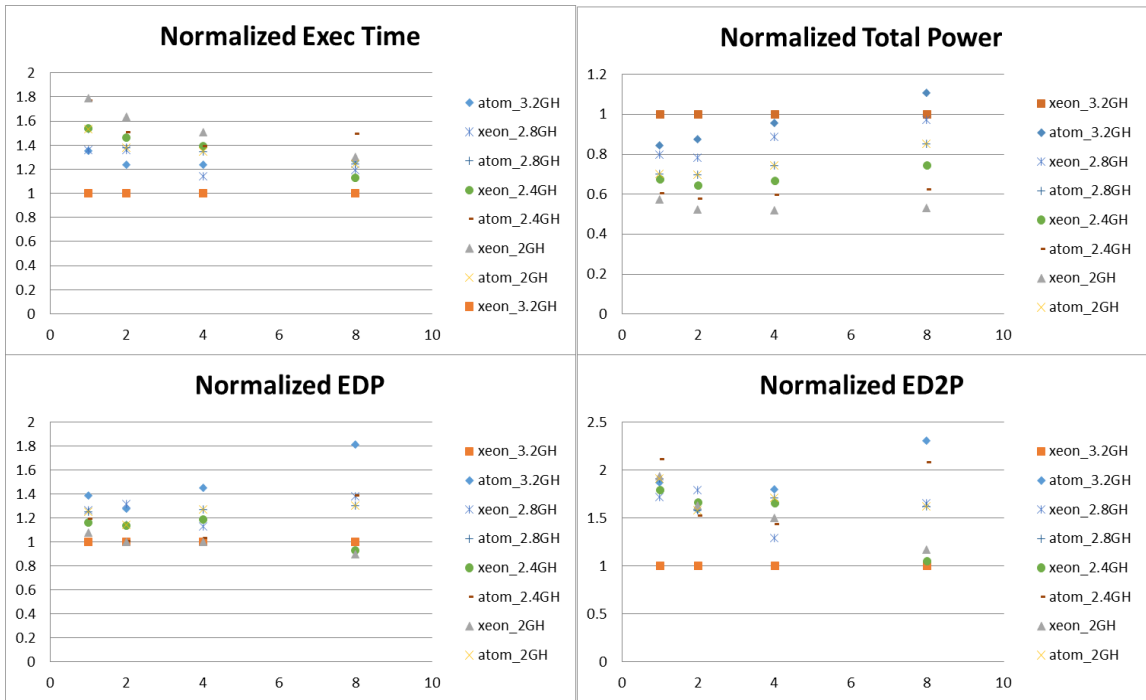 Normalized Exec Time
2
1.8
1.6
1.4
1.2
1
0.8
0.6
0.4
0.2
0
0 2 4 6 8 10
atom_3.2GH
xeon_2.8GH
atom_2.8GH
xeon_2.4GH
atom_2.4GH
xeon_2GH
atom_2GH
xeon_3.2GH
Normalized Total Power
1.2
1
0.8
0.6
0.4
0.2
0
0 2 4 6 8 10
xeon_3.2GH
atom_3.2GH
xeon_2.8GH
atom_2.8GH
xeon_2.4GH
atom_2.4GH
xeon_2GH
atom_2GH
Normalized EDP
2
1.8
1.6
1.4
1.2
1
0.8
0.6
0.4
0.2
0
0 2 4 6 8 10
xeon_3.2GH
atom_3.2GH
xeon_2.8GH
atom_2.8GH
xeon_2.4GH
atom_2.4GH
xeon_2GH
atom_2GH
Normalized ED2P
2.5
2
1.5
1
0.5
0
0 2 4 6 8 10
xeon_3.2GH
atom_3.2GH
xeon_2.8GH
atom_2.8GH
xeon_2.4GH
atom_2.4GH
xeon_2GH
atom_2GH